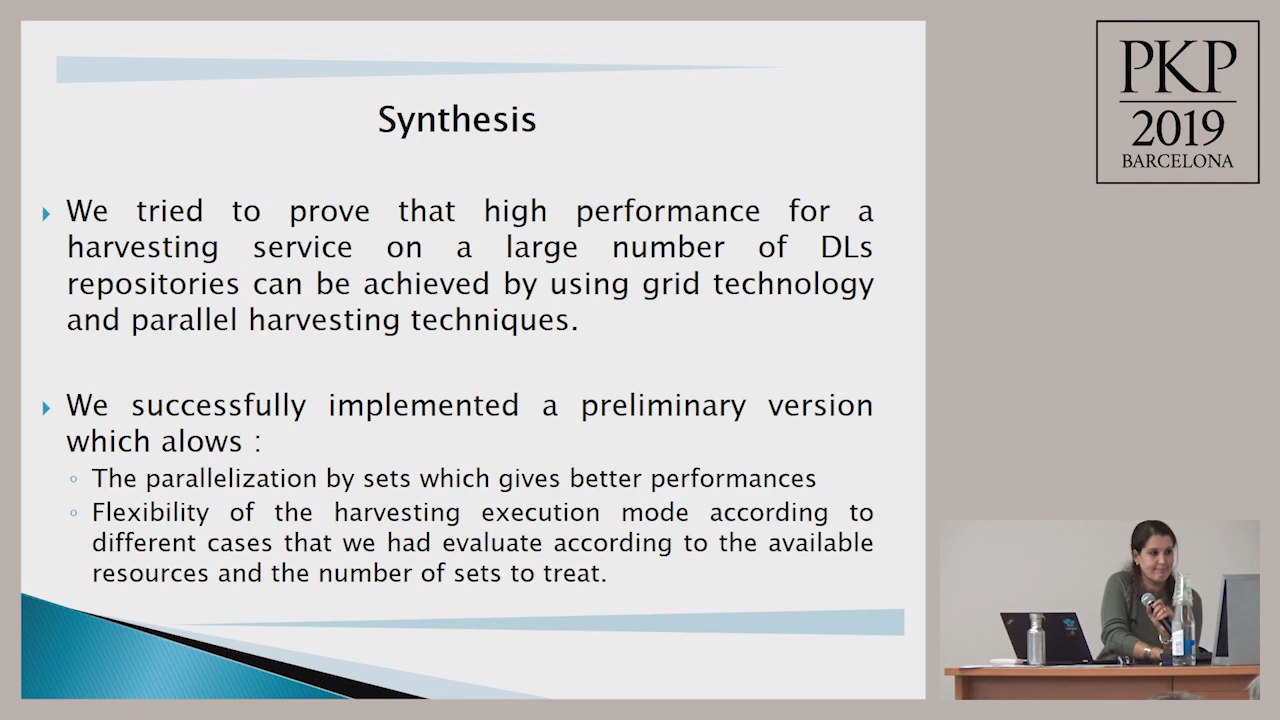 Synthesis
We tried to prove that high performance for a
harvesting service on a large number of DLs
repositories can be achieved by using grid technology
and parallel harvesting techniques.
We successfully implemented a preliminary version
which alows :
The parallelization by sets which gives better performances
Flexibility of the harvesting execution mode according to
different cases that we had evaluate according to the available
resources and the number of sets to treat.
PKP
2019
BARCELONA